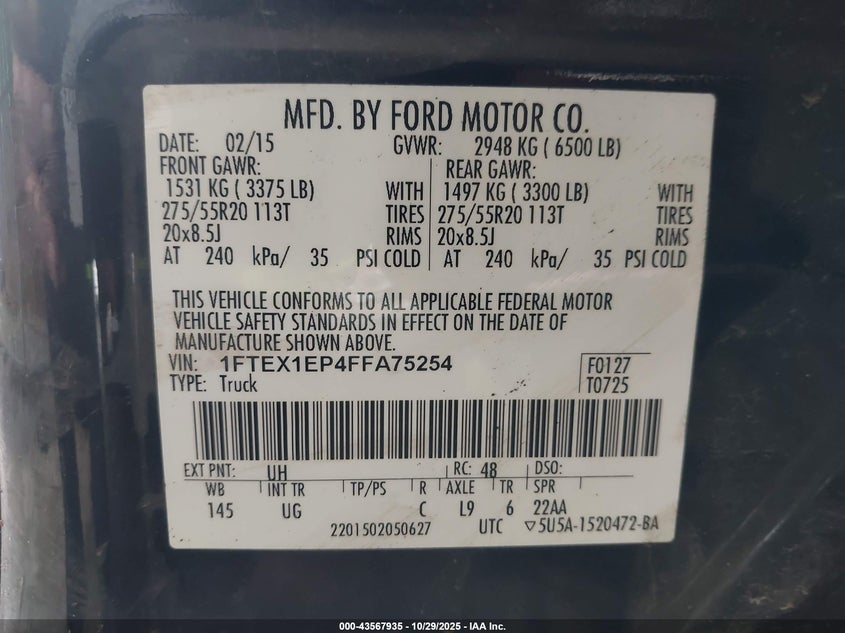 MFD. BY FORD MOTOR CO.
DATE: 02/15 GVWR: 2948 KG ( 6500 LB)
FRONT GAWR: REAR GAWR:
1531 KG ( 3375 LB) WITH 1497 KG ( 3300 LB) WITH
275/55R20 113T TIRES 275/55R20 113T TIRES
20x8.5J RIMS 20x8.5J RIMS
AT 240 kPa/ 35 PSI COLD AT 240 kPa/ 35 PSI COLD
THIS VEHICLE CONFORMS TO ALL APPLICABLE FEDERAL MOTOR
VEHICLE SAFETY STANDARDS IN EFFECT ON THE DATE OF
MANUFACTURE SHOWN ABOVE.
VIN: 1FTEX1EP4FFA75254 F0127
TYPE: Truck T0725
EXT PNT: UH RC: 48 DSO:
WB INT TR TP/PS R AXLE TR SPR
145 UG C L9 6 22AA
2201502050627 UTC ▽5U5A-1520472-BA
000-43567935 - 10/29/2025 - IAA Inc.